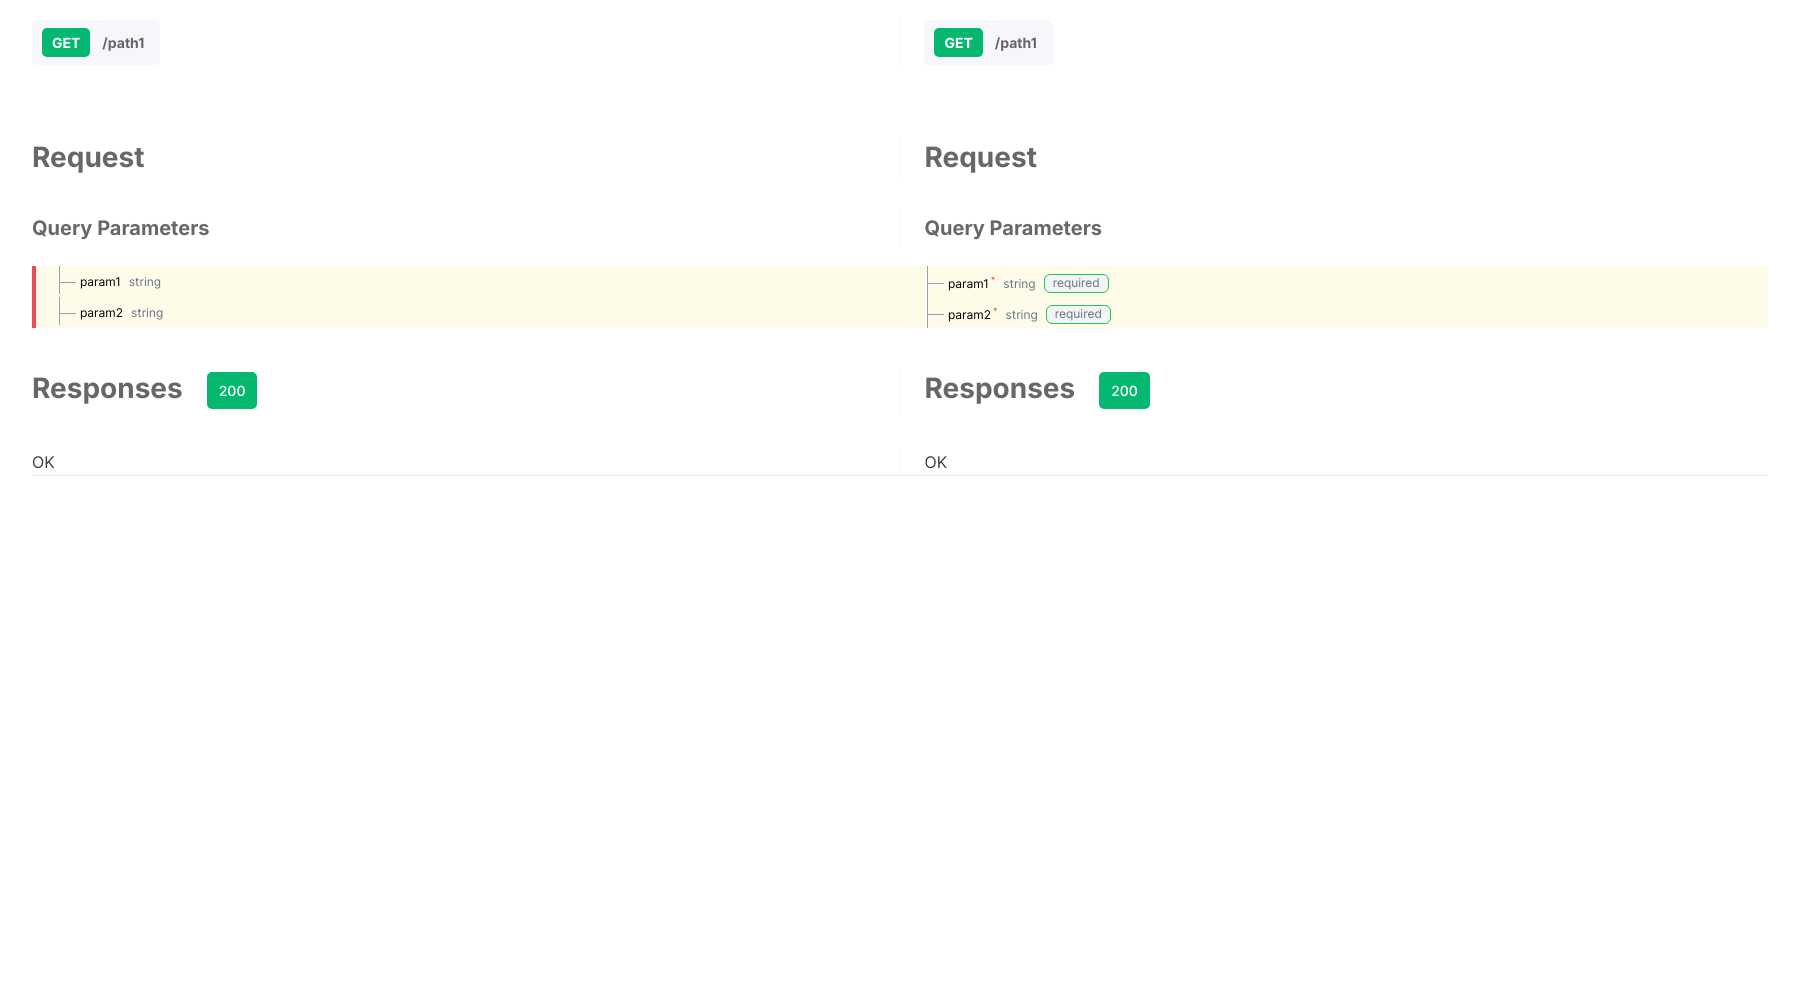 GET /path1
Request
Query Parameters
param1 string
param2 string
Responses 200
OK
GET /path1
Request
Query Parameters
param1* string required
param2* string required
Responses 200
OK